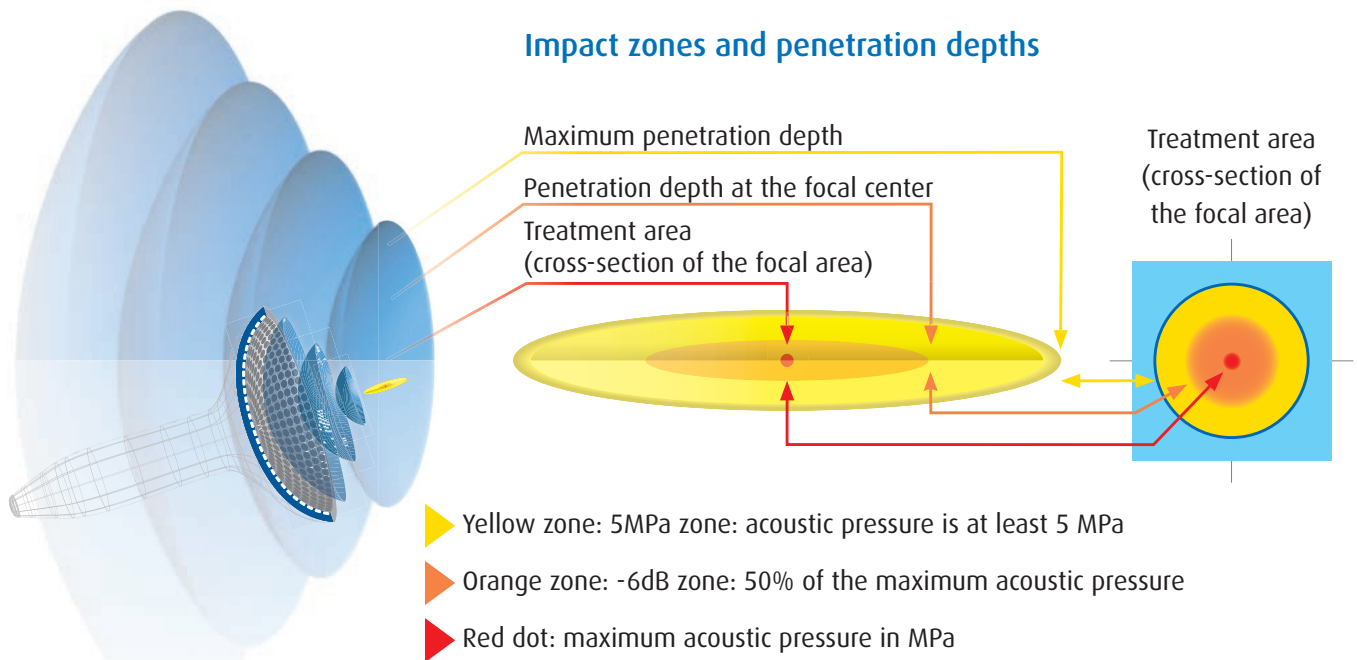 Impact zones and penetration depths
Maximum penetration depth
Penetration depth at the focal center
Treatment area
(cross-section of the focal area)
Treatment area
(cross-section of
the focal area)
Yellow zone: 5MPa zone: acoustic pressure is at least 5 MPa
Orange zone: -6dB zone: 50% of the maximum acoustic pressure
Red dot: maximum acoustic pressure in MPa